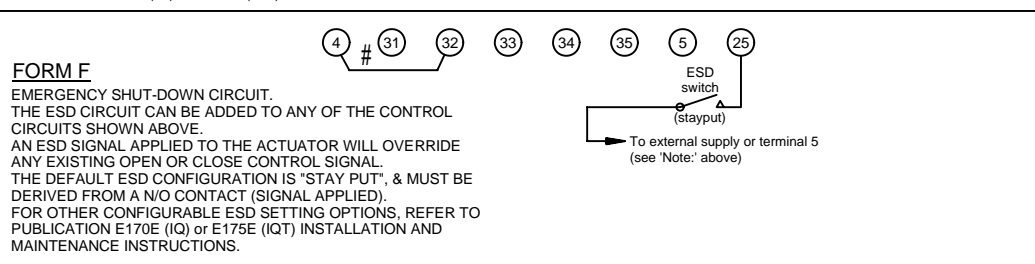 4 # 31 32 33 34 35 5 25
FORM F
EMERGENCY SHUT-DOWN CIRCUIT.
THE ESD CIRCUIT CAN BE ADDED TO ANY OF THE CONTROL
CIRCUITS SHOWN ABOVE.
AN ESD SIGNAL APPLIED TO THE ACTUATOR WILL OVERRIDE
ANY EXISTING OPEN OR CLOSE CONTROL SIGNAL.
THE DEFAULT ESD CONFIGURATION IS "STAY PUT", & MUST BE
DERIVED FROM A N/O CONTACT (SIGNAL APPLIED).
FOR OTHER CONFIGURABLE ESD SETTING OPTIONS, REFER TO
PUBLICATION E170E (IQ) or E175E (IQT) INSTALLATION AND
MAINTENANCE INSTRUCTIONS.
ESD
switch
(stayput)
To external supply or terminal 5
(see 'Note:' above)